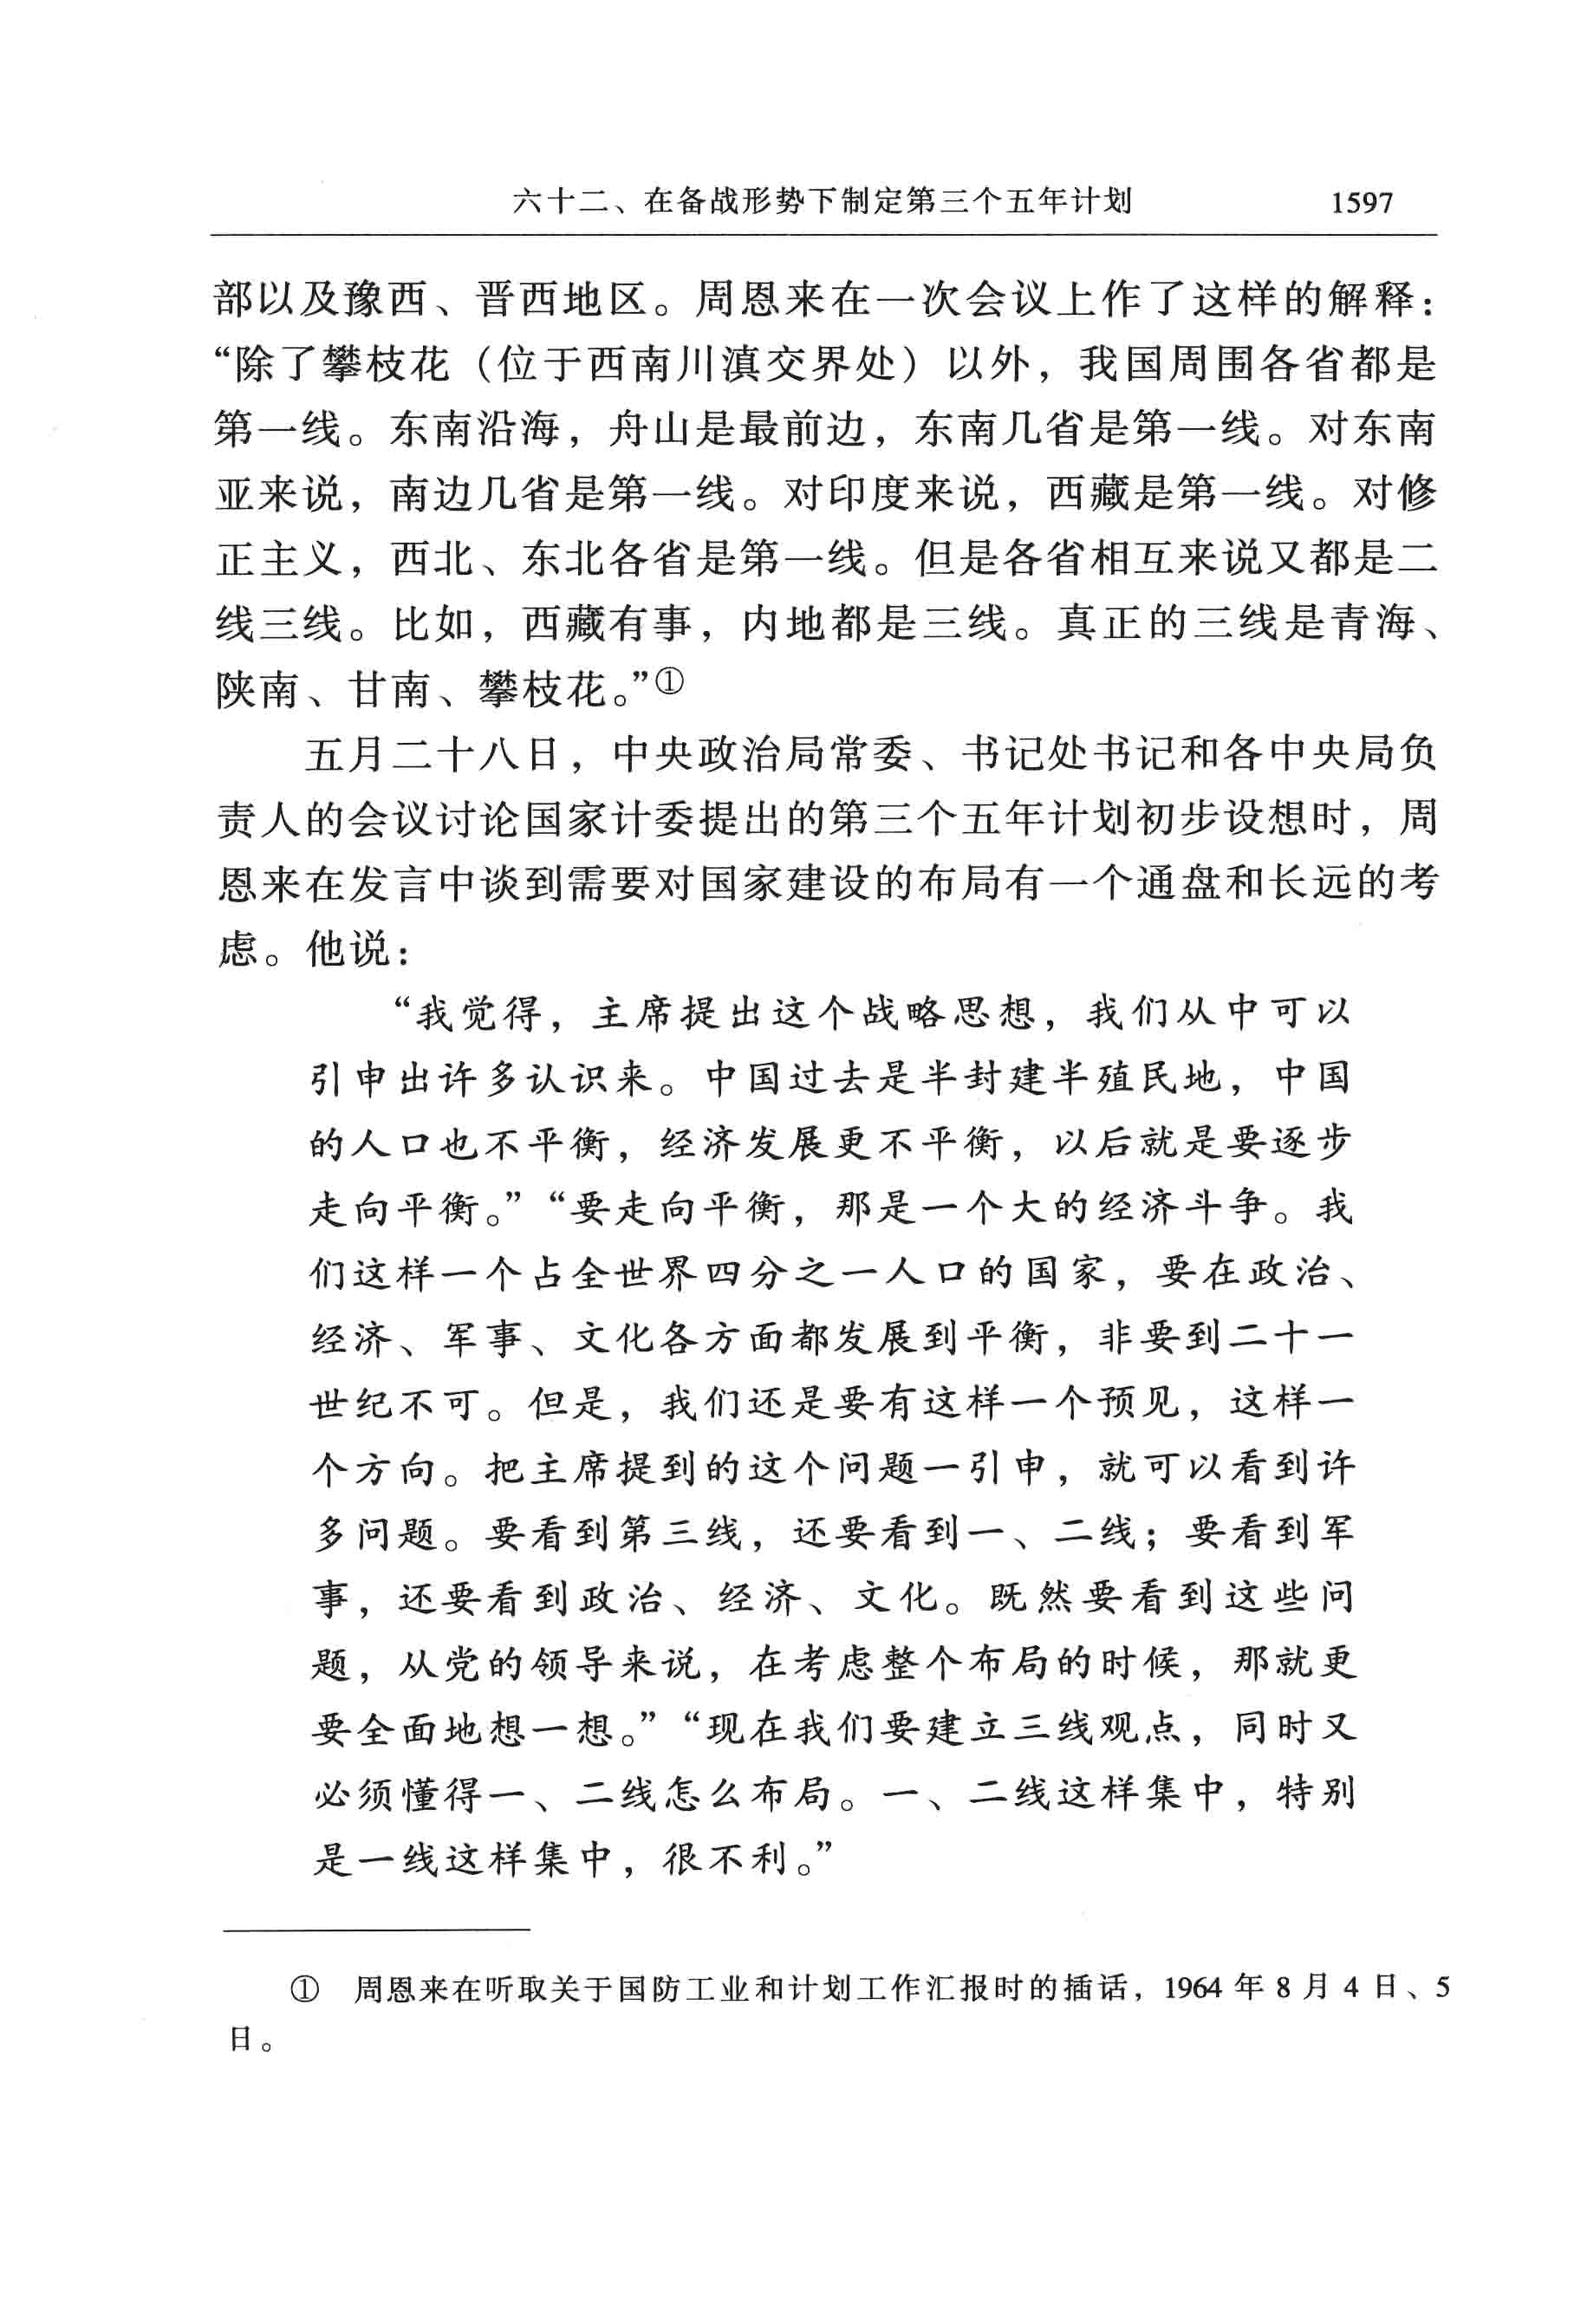 六十二、在备战形势下制定第三个五年计划 1597
部以及豫西、晋西地区。周恩来在一次会议上作了这样的解释：
“除了攀枝花（位于西南川滇交界处）以外，我国周围各省都是
第一线。东南沿海，舟山是最前边，东南几省是第一线。对东南
亚来说，南边几省是第一线。对印度来说，西藏是第一线。对修
正主义，西北、东北各省是第一线。但是各省相互来说又都是二
线三线。比如，西藏有事，内地都是三线。真正的三线是青海、
陕南、甘南、攀枝花。”①
五月二十八日，中央政治局常委、书记处书记和各中央局负
责人的会议讨论国家计委提出的第三个五年计划初步设想时，周
恩来在发言中谈到需要对国家建设的布局有一个通盘和长远的考
虑。他说：
“我觉得，主席提出这个战略思想，我们从中可以
引申出许多认识来。中国过去是半封建半殖民地，中国
的人口也不平衡，经济发展更不平衡，以后就是要逐步
走向平衡。”“要走向平衡，那是一个大的经济斗争。我
们这样一个占全世界四分之一人口的国家，要在政治、
经济、军事、文化各方面都发展到平衡，非要到二十一
世纪不可。但是，我们还是要有这样一个预见，这样一
个方向。把主席提到的这个问题一引申，就可以看到许
多问题。要看到第三线，还要看到一、二线；要看到军
事，还要看到政治、经济、文化。既然要看到这些问
题，从党的领导来说，在考虑整个布局的时候，那就更
要全面地想一想。”“现在我们要建立三线观点，同时又
必须懂得一、二线怎么布局。一、二线这样集中，特别
是一线这样集中，很不利。”
① 周恩来在听取关于国防工业和计划工作汇报时的插话，1964 年 8 月 4 日、5
日。